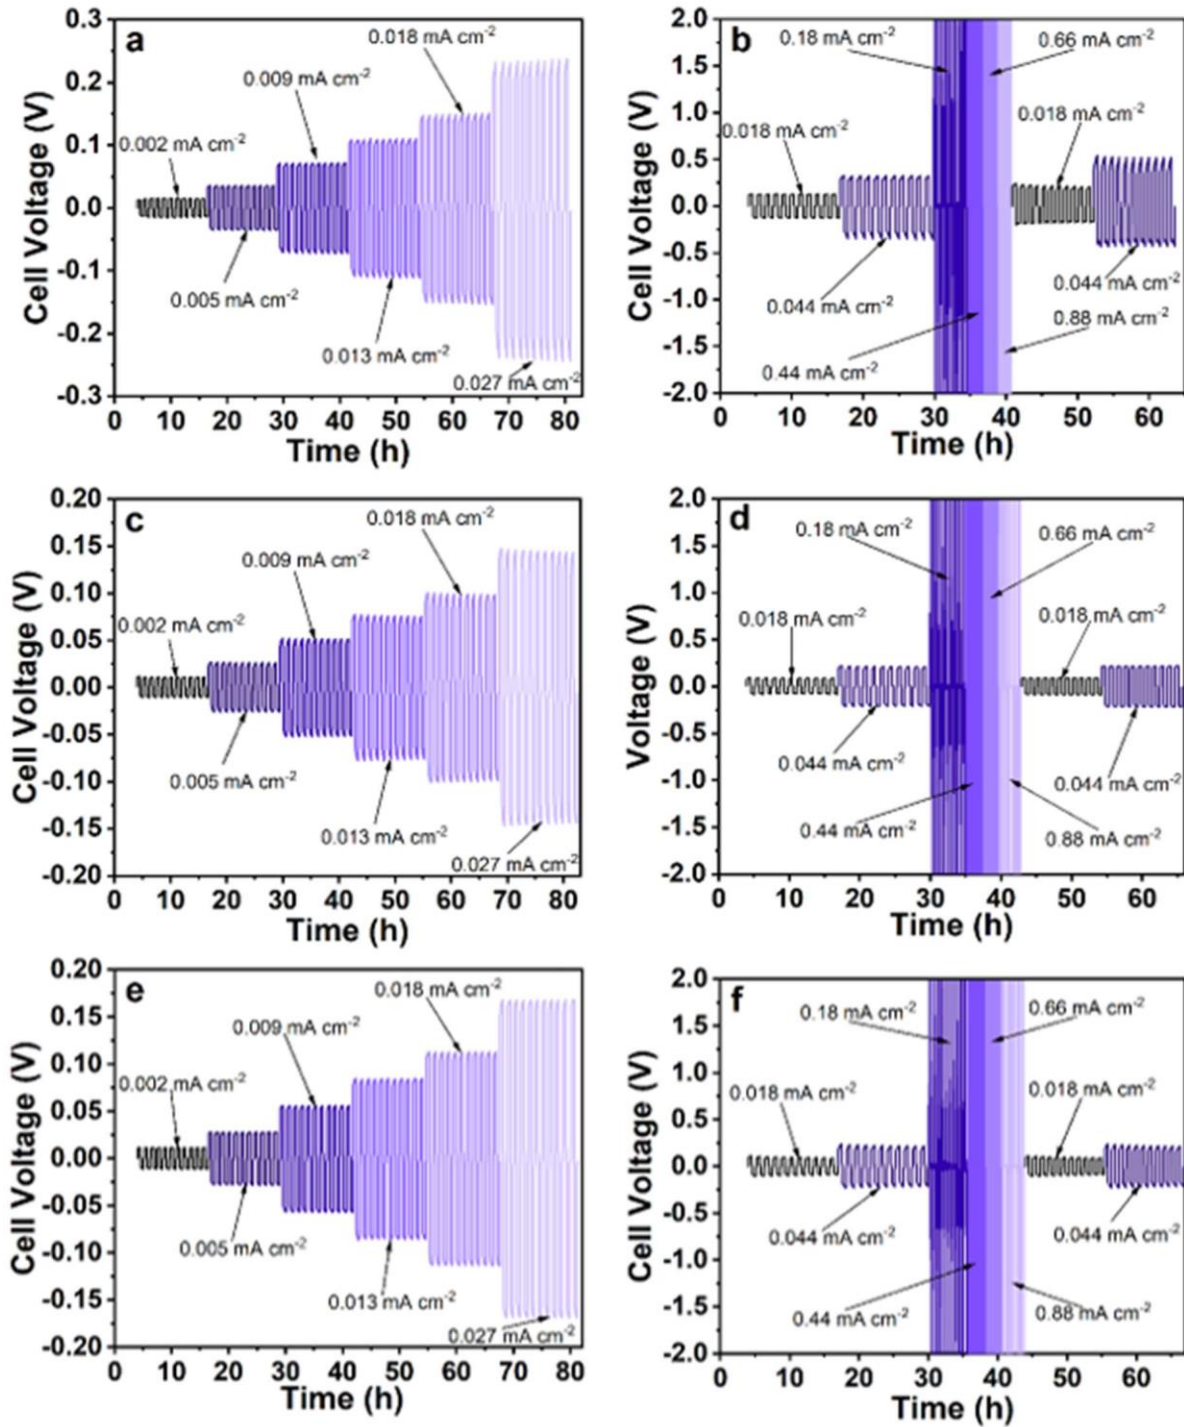 a
0.3
0.2
0.1
0.0
-0.1
-0.2
-0.3
Cell Voltage (V)
0.018 mA cm-2
0.009 mA cm-2
0.002 mA cm-2
0.005 mA cm-2
0.013 mA cm-2
0.027 mA cm-2
0 10 20 30 40 50 60 70 80
Time (h)
b
2.0
1.5
1.0
0.5
0.0
-0.5
-1.0
-1.5
-2.0
Cell Voltage (V)
0.18 mA cm-2
0.66 mA cm-2
0.018 mA cm-2
0.018 mA cm-2
0.044 mA cm-2
0.044 mA cm-2
0.88 mA cm-2
0.44 mA cm-2
0 10 20 30 40 50 60
Time (h)
c
0.20
0.15
0.10
0.05
0.00
-0.05
-0.10
-0.15
-0.20
Cell Voltage (V)
0.018 mA cm-2
0.009 mA cm-2
0.002 mA cm-2
0.005 mA cm-2
0.013 mA cm-2
0.027 mA cm-2
0 10 20 30 40 50 60 70 80
Time (h)
d
2.0
1.5
1.0
0.5
0.0
-0.5
-1.0
-1.5
-2.0
Voltage (V)
0.18 mA cm-2
0.66 mA cm-2
0.018 mA cm-2
0.018 mA cm-2
0.044 mA cm-2
0.044 mA cm-2
0.44 mA cm-2
0.88 mA cm-2
0 10 20 30 40 50 60
Time (h)
e
0.20
0.15
0.10
0.05
0.00
-0.05
-0.10
-0.15
-0.20
Cell Voltage (V)
0.018 mA cm-2
0.009 mA cm-2
0.002 mA cm-2
0.005 mA cm-2
0.013 mA cm-2
0.027 mA cm-2
0 10 20 30 40 50 60 70 80
Time (h)
f
2.0
1.5
1.0
0.5
0.0
-0.5
-1.0
-1.5
-2.0
Cell Voltage (V)
0.18 mA cm-2
0.66 mA cm-2
0.018 mA cm-2
0.018 mA cm-2
0.044 mA cm-2
0.044 mA cm-2
0.44 mA cm-2
0.88 mA cm-2
0 10 20 30 40 50 60
Time (h)